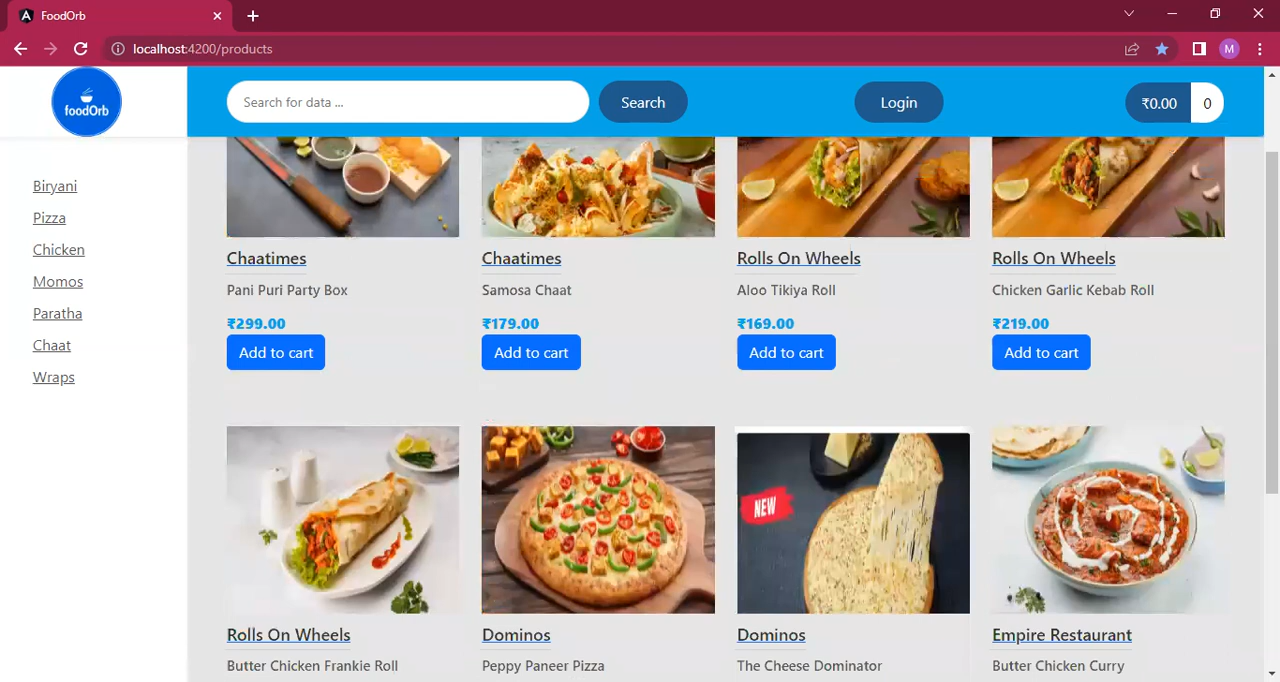 FoodOrb
localhost:4200/products
M
foodOrb
Search for data ...
Search
Login
₹0.00 0
Biryani
Pizza
Chicken
Momos
Paratha
Chaat
Wraps
Chaatimes
Pani Puri Party Box
₹299.00
Add to cart
Chaatimes
Samosa Chaat
₹179.00
Add to cart
Rolls On Wheels
Aloo Tikiya Roll
₹169.00
Add to cart
Rolls On Wheels
Chicken Garlic Kebab Roll
₹219.00
Add to cart
Rolls On Wheels
Butter Chicken Frankie Roll
Dominos
Peppy Paneer Pizza
NEW
Dominos
The Cheese Dominator
Empire Restaurant
Butter Chicken Curry